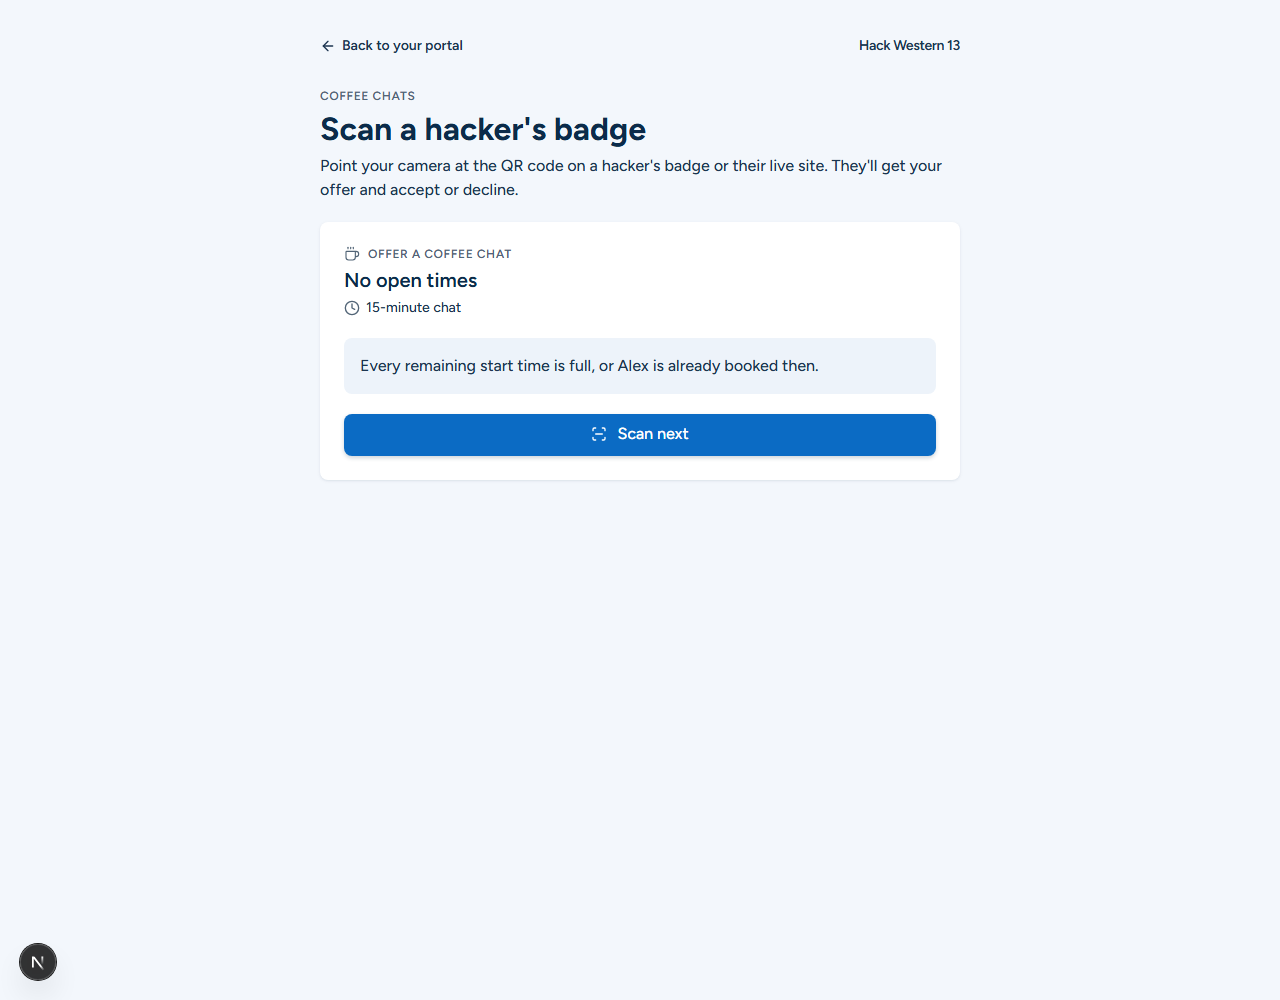 Back to your portal
Hack Western 13
COFFEE CHATS
Scan a hacker's badge
Point your camera at the QR code on a hacker's badge or their live site. They'll get your
offer and accept or decline.
OFFER A COFFEE CHAT
No open times
15-minute chat
Every remaining start time is full, or Alex is already booked then.
Scan next
N